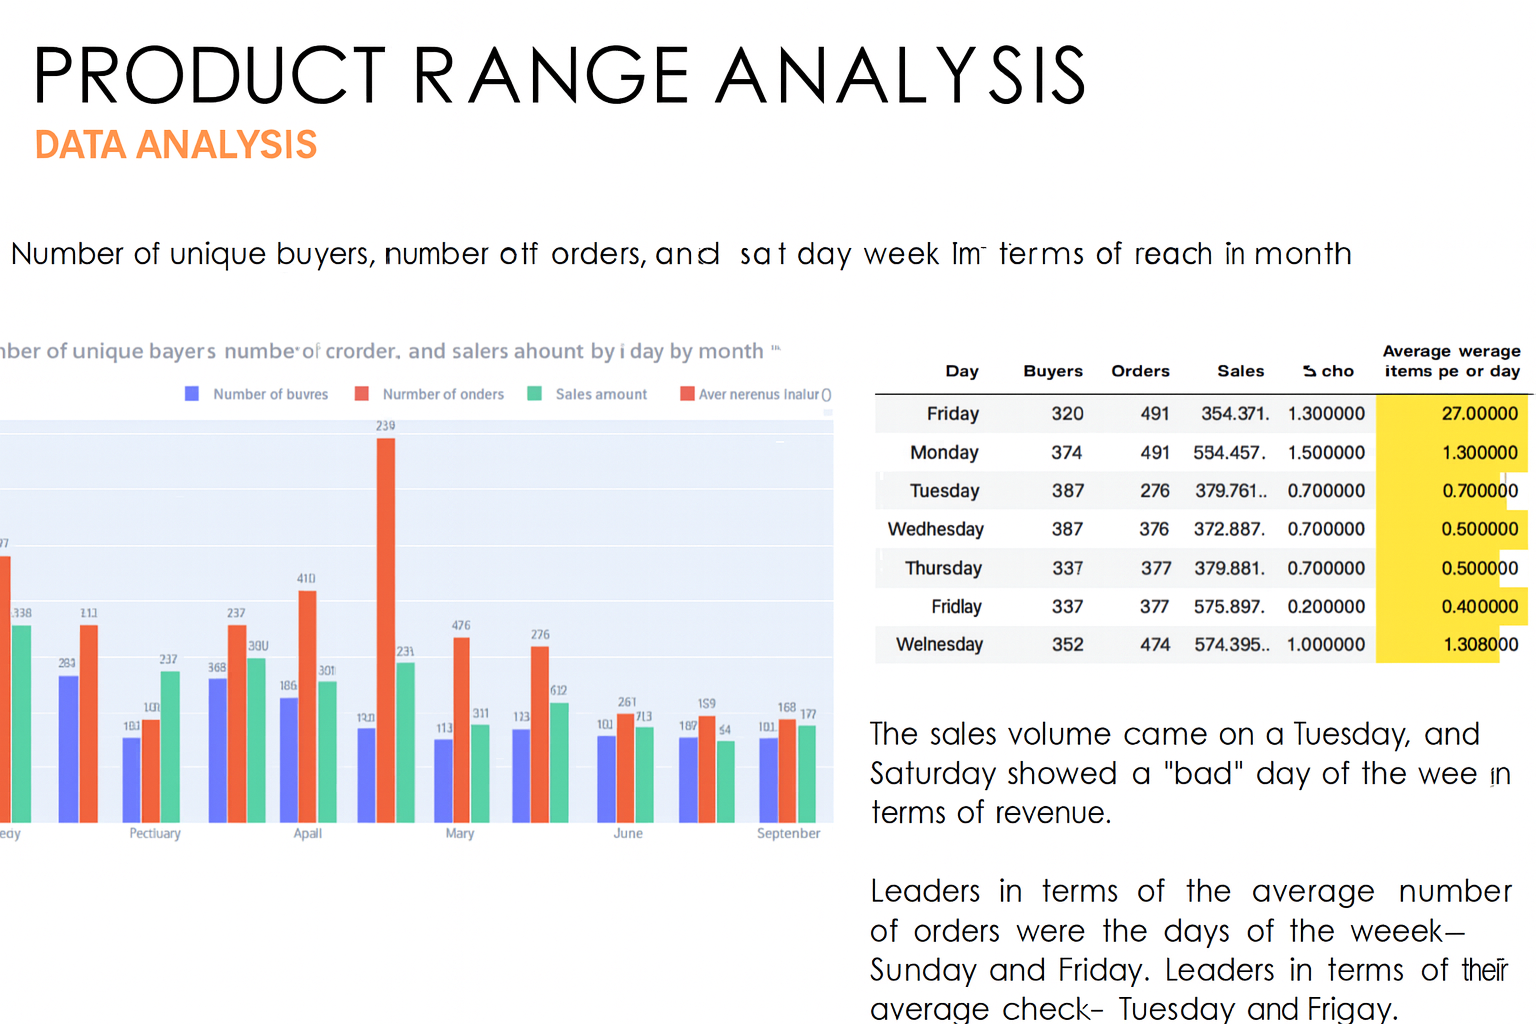 PRODUCT RANGE ANALYSIS
DATA ANALYSIS
Number of unique buyers, number off orders, and sat day week Im- terms of reach in month
nber of unique bayers numbe of crorder. and salers ahount by i day by month
Number of buvres Nurmber of onders Sales amount Aver nerenus Inalur()
239
77
410
338
111
237
476
276
283
237
368
390
186
301
231
612
101
101
120
113
311
123
101
261
713
187
159
54
101
168
177
eay Pectiuary Apall Mary June Septenber
Average werage
Day Buyers Orders Sales cho items pe or day
Friday 320 491 354.371. 1.300000 27.00000
Monday 374 491 554.457. 1.500000 1.300000
Tuesday 387 276 379.761.. 0.700000 0.700000
Wedhesday 387 376 372.887. 0.700000 0.500000
Thursday 337 377 379.881. 0.700000 0.500000
Fridlay 337 377 575.897. 0.200000 0.400000
Welnesday 352 474 574.395.. 1.000000 1.308000
The sales volume came on a Tuesday, and
Saturday showed a "bad" day of the wee in
terms of revenue.
Leaders in terms of the average number
of orders were the days of the weeek–
Sunday and Friday. Leaders in terms of their
average check- Tuesday and Frigay.